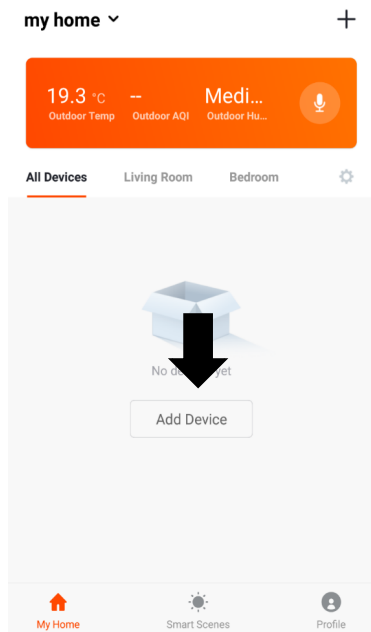 my home
19.3 °C -- Medi...
Outdoor Temp Outdoor AQI Outdoor Hu...
All Devices Living Room Bedroom
No yet
Add Device
My Home Smart Scenes Profile